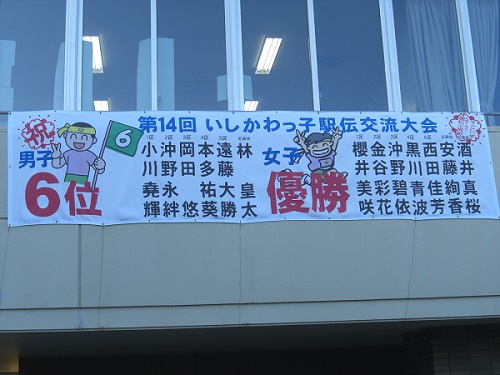 祝
第14回 いしかわっ子駅伝交流大会
男子
6位
6
小川堯輝
沖野永絆
岡田悠
本多祐葵
遠藤大勝
林皇太
女子
優勝
櫻井美咲
金谷彩花
沖野碧依
黒川青波
西田佳芳
安藤絢香
酒井真桜